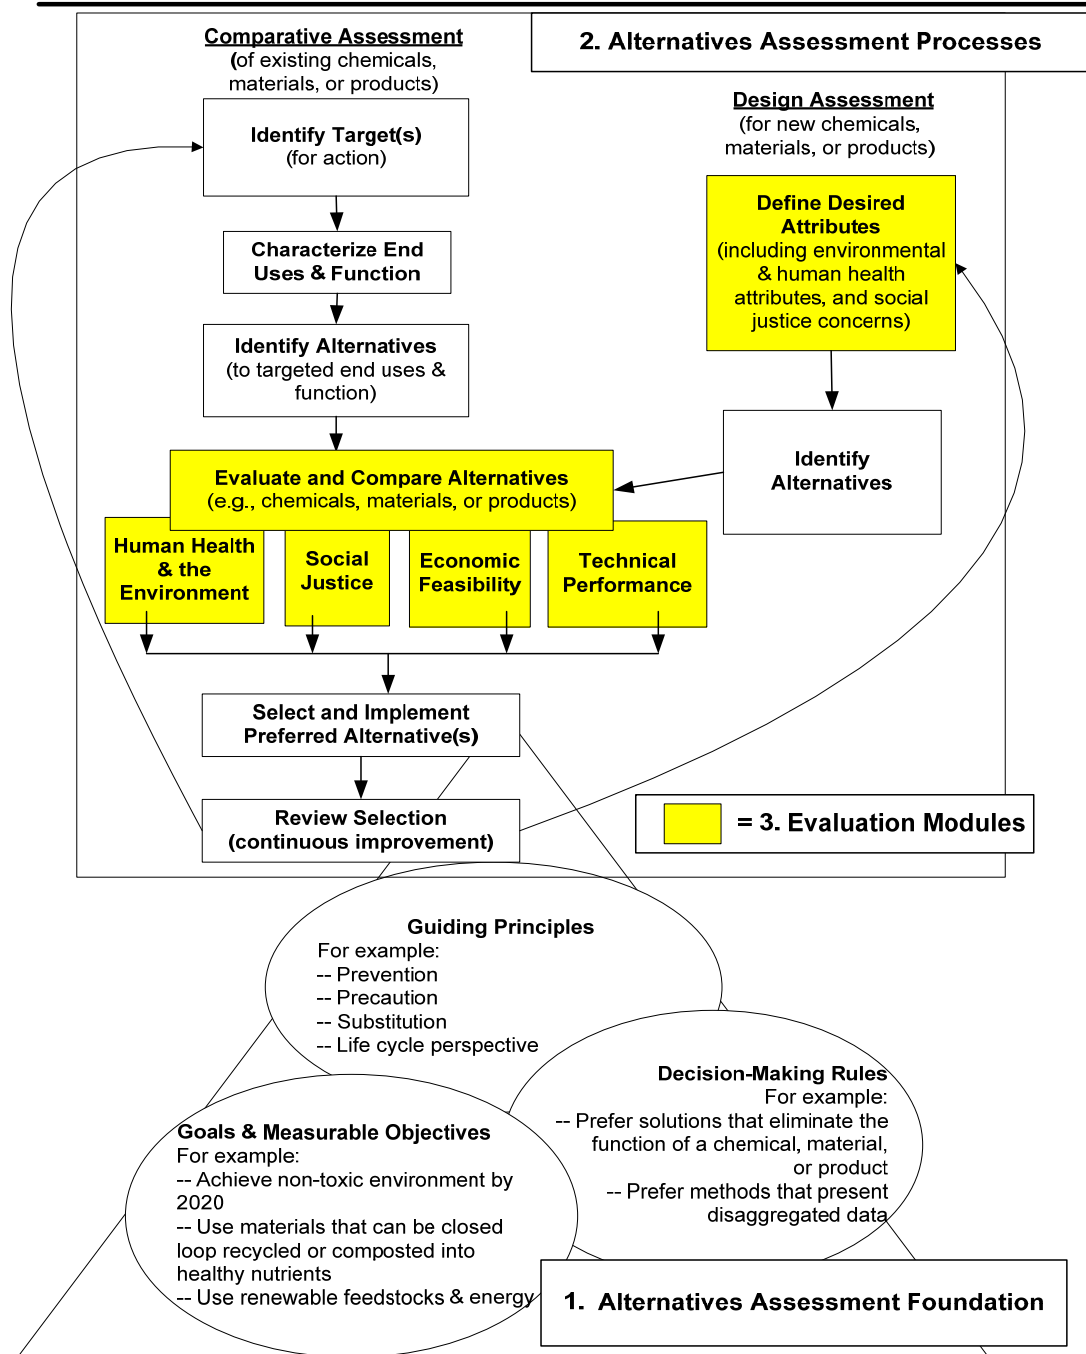 2. Alternatives Assessment Processes
Comparative Assessment
(of existing chemicals,
materials, or products)
Identify Target(s)
(for action)
Characterize End
Uses & Function
Identify Alternatives
(to targeted end uses &
function)
Design Assessment
(for new chemicals,
materials, or products)
Define Desired
Attributes
(including environmental
& human health
attributes, and social
justice concerns)
Identify
Alternatives
Evaluate and Compare Alternatives
(e.g., chemicals, materials, or products)
Human Health
& the
Environment
Social
Justice
Economic
Feasibility
Technical
Performance
Select and Implement
Preferred Alternative(s)
Review Selection
(continuous improvement)
= 3. Evaluation Modules
Guiding Principles
For example:
-- Prevention
-- Precaution
-- Substitution
-- Life cycle perspective
Decision-Making Rules
For example:
-- Prefer solutions that eliminate the
function of a chemical, material,
or product
-- Prefer methods that present
disaggregated data
Goals & Measurable Objectives
For example:
-- Achieve non-toxic environment by
2020
-- Use materials that can be closed
loop recycled or composted into
healthy nutrients
-- Use renewable feedstocks & energy
1. Alternatives Assessment Foundation